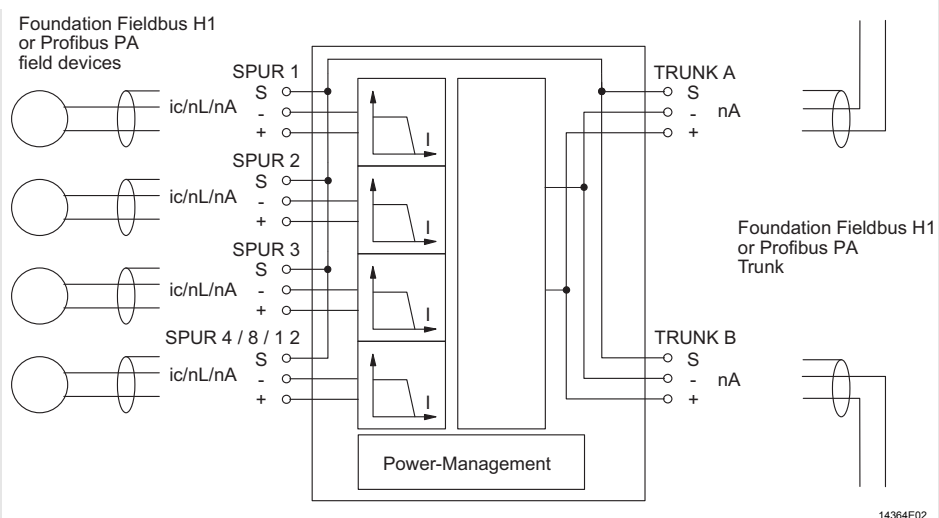 Foundation Fieldbus H1
or Profibus PA
field devices
SPUR 1
S
-
+
ic/nL/nA
I
SPUR 2
S
-
+
ic/nL/nA
I
SPUR 3
S
-
+
ic/nL/nA
I
SPUR 4 / 8 / 1 2
S
-
+
ic/nL/nA
I
Power-Management
TRUNK A
S
-
+
nA
Foundation Fieldbus H1
or Profibus PA
Trunk
TRUNK B
S
-
+
nA
14364E02